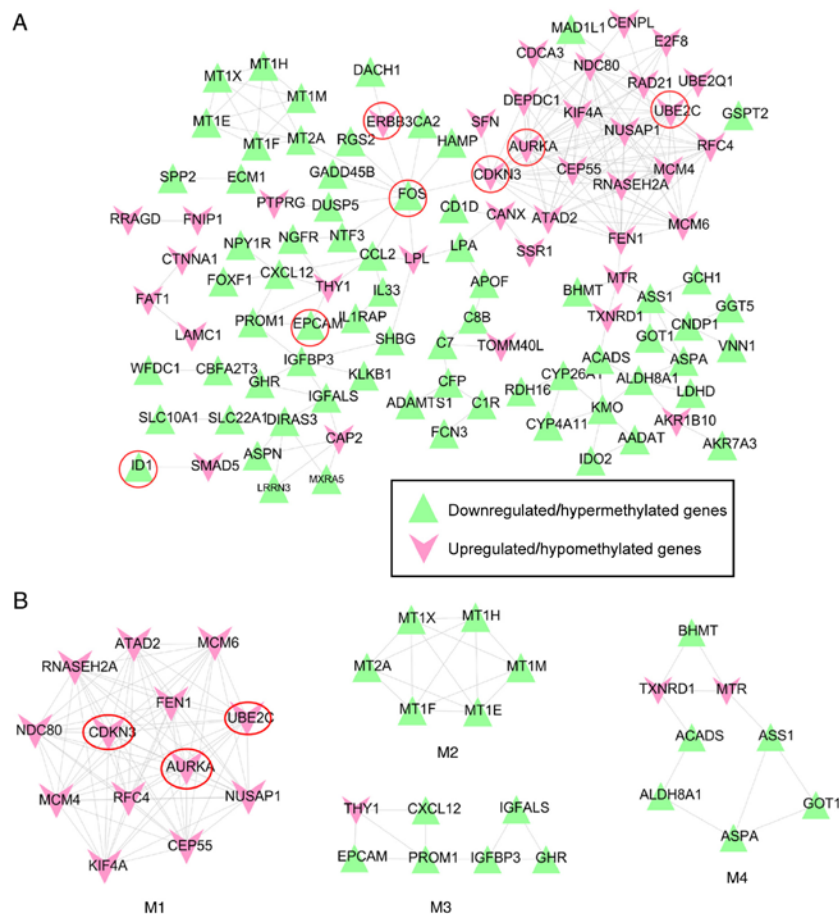 A
MT1X
MT1H
MT1E
MT1M
MT1F
MT2A
DACH1
ERBB3
CA2
RGS2
HAMP
GADD45B
FOS
DUSP5
SPP2
ECM1
PTPRG
RRAGD
FNIP1
CTNNA1
FAT1
LAMC1
NPY1R
NGFR
NTF3
FOXF1
CXCL12
CCL2
LPL
THY1
IL33
PROM1
EPCAM
IL1RAP
SHBG
IGFBP3
WFDC1
CBFA2T3
GHR
KLKB1
IGFALS
SLC10A1
SLC22A1
DIRAS3
CAP2
ID1
SMAD5
ASPN
LRRN3
MXRA5
MAD1L1
CENPL
E2F8
CDCA3
NDC80
RAD21
UBE2Q1
DEPDC1
KIF4A
UBE2C
GSPT2
SFN
NUSAP1
AURKA
RFC4
CDKN3
CEP55
MCM4
RNASEH2A
CD1D
CANX
ATAD2
MCM6
SSR1
FEN1
LPA
APOF
C8B
C7
TOMM40L
CFP
ADAMTS1
C1R
FCN3
RDH16
MTR
BHMT
TXNRD1
ASS1
GCH1
GGT5
CNDP1
GOT1
VNN1
ACADS
ASPA
CYP26A1
ALDH8A1
LDHD
CYP4A11
KMO
AKR1B10
AADAT
AKR7A3
IDO2
Downregulated/hypermethylated genes
Upregulated/hypomethylated genes
B
ATAD2
MCM6
RNASEH2A
FEN1
UBE2C
NDC80
CDKN3
AURKA
MCM4
RFC4
NUSAP1
CEP55
KIF4A
M1
MT1X
MT1H
MT2A
MT1M
MT1F
MT1E
M2
THY1
CXCL12
IGFALS
EPCAM
PROM1
IGFBP3
GHR
M3
BHMT
TXNRD1
MTR
ACADS
ASS1
ALDH8A1
GOT1
ASPA
M4